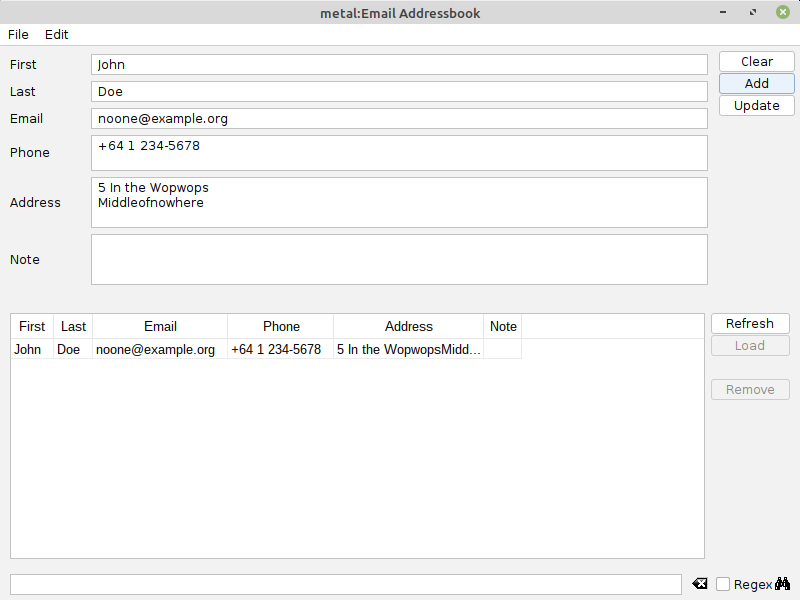 metal:Email Addressbook
File Edit
First John Clear
Last Doe Add
Email noone@example.org Update
Phone +64 1 234-5678
Address 5 In the Wopwops
Middleofnowhere
Note
First Last Email Phone Address Note Refresh
John Doe noone@example.org +64 1 234-5678 5 In the WopwopsMidd... Load
Remove
Regex